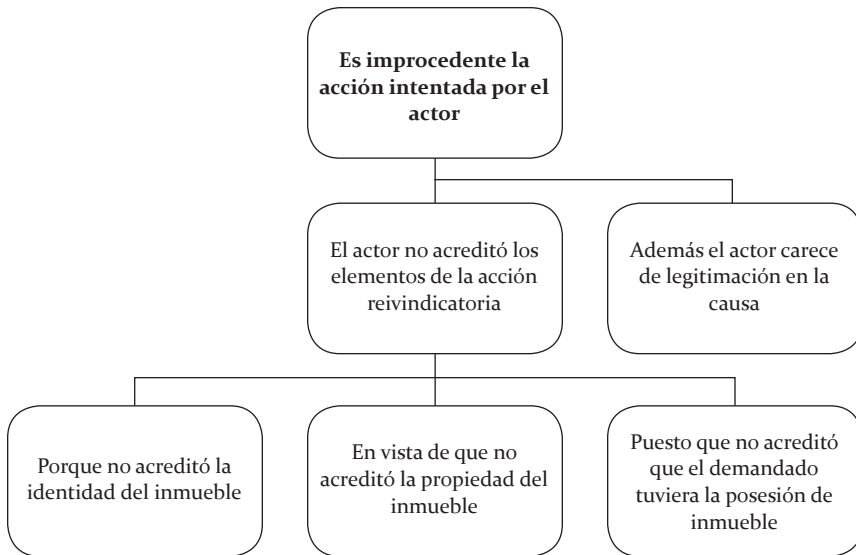 Es improcedente la
acción intentada por el
actor
El actor no acreditó los
elementos de la acción
reivindicatoria
Además el actor carece
de legitimación en la
causa
Porque no acreditó la
identidad del inmueble
En vista de que no
acreditó la propiedad del
inmueble
Puesto que no acreditó
que el demandado
tuviera la posesión de
inmueble